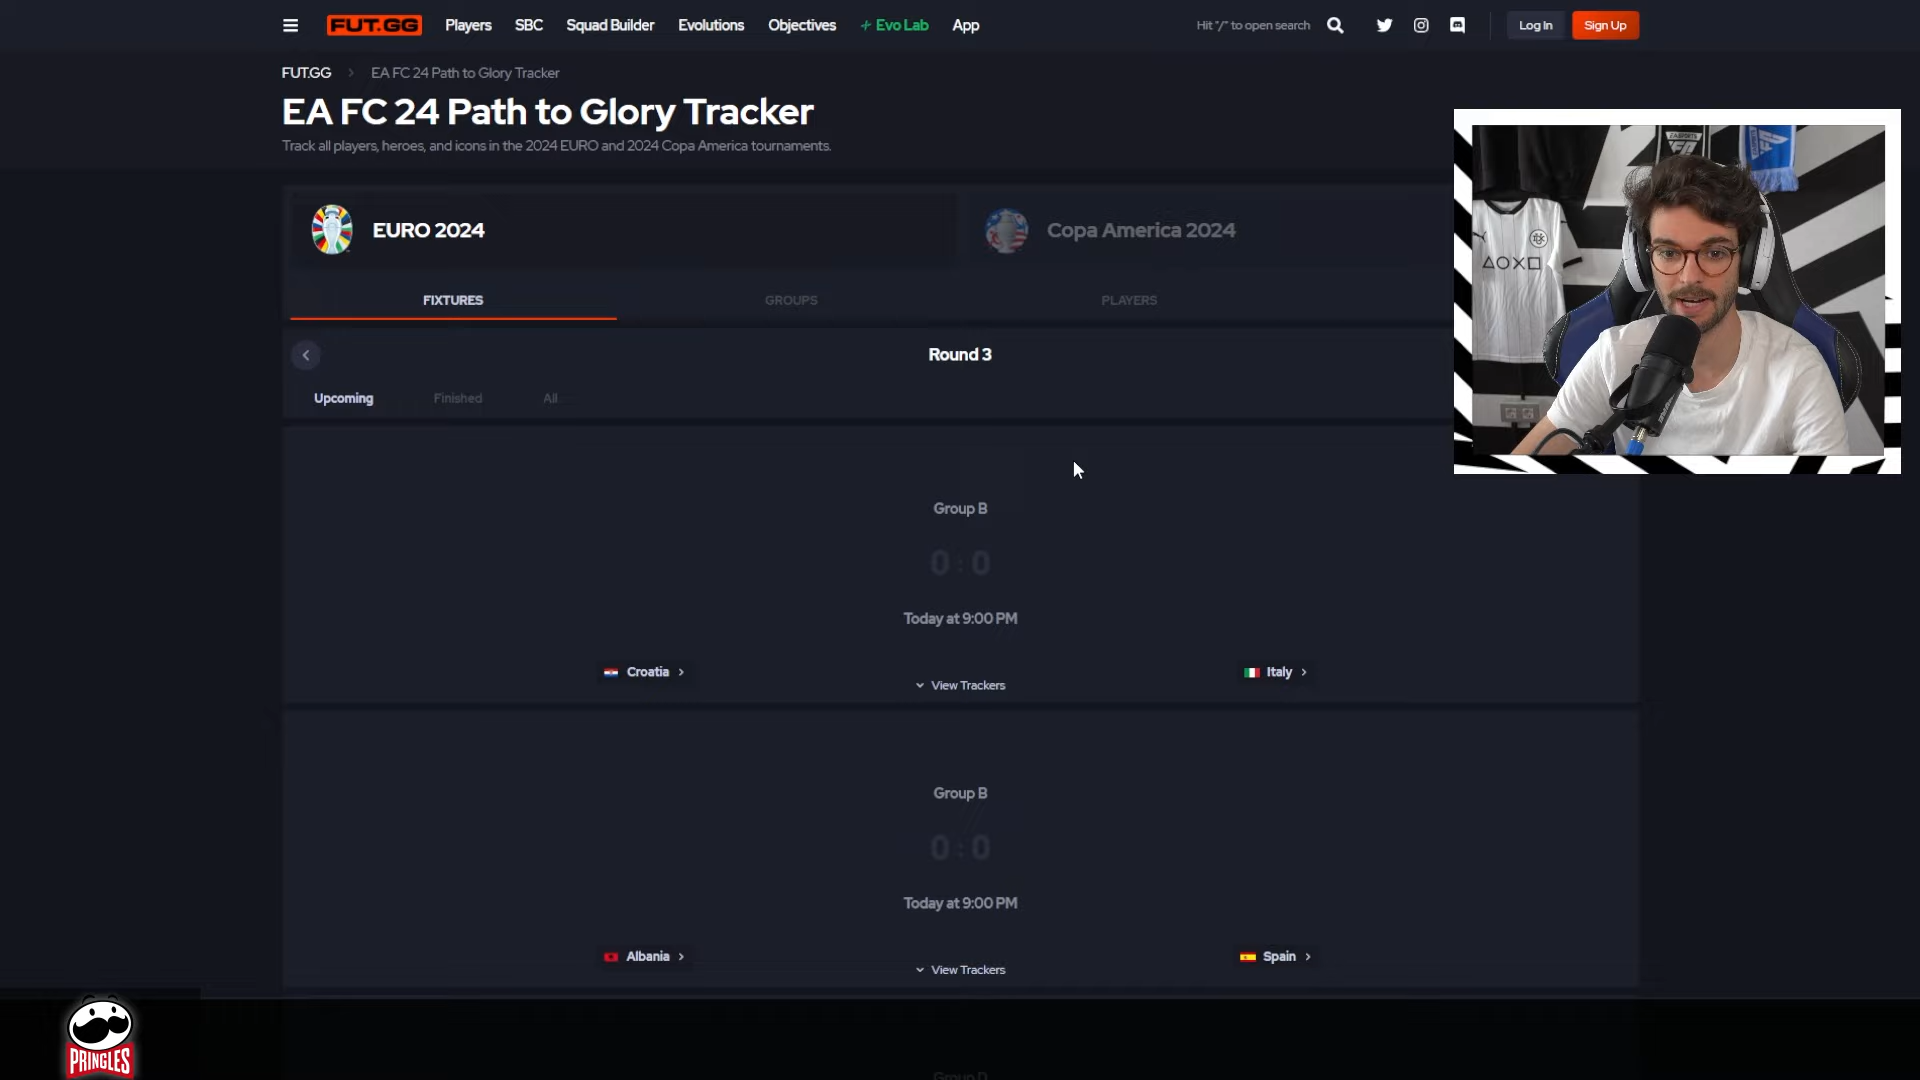 FUT.GG Players SBC Squad Builder Evolutions Objectives + Evo Lab App Hit "/" to open search Log In Sign Up
FUT.GG > EA FC 24 Path to Glory Tracker
EA FC 24 Path to Glory Tracker
Track all players, heroes, and icons in the 2024 EURO and 2024 Copa America tournaments.
EURO 2024 Copa America 2024
FIXTURES GROUPS PLAYERS
Round 3
Upcoming Finished All
Group B
0 : 0
Today at 9:00 PM
Croatia > Italy >
View Trackers
Group B
0 : 0
Today at 9:00 PM
Albania > Spain >
View Trackers
PRINGLES